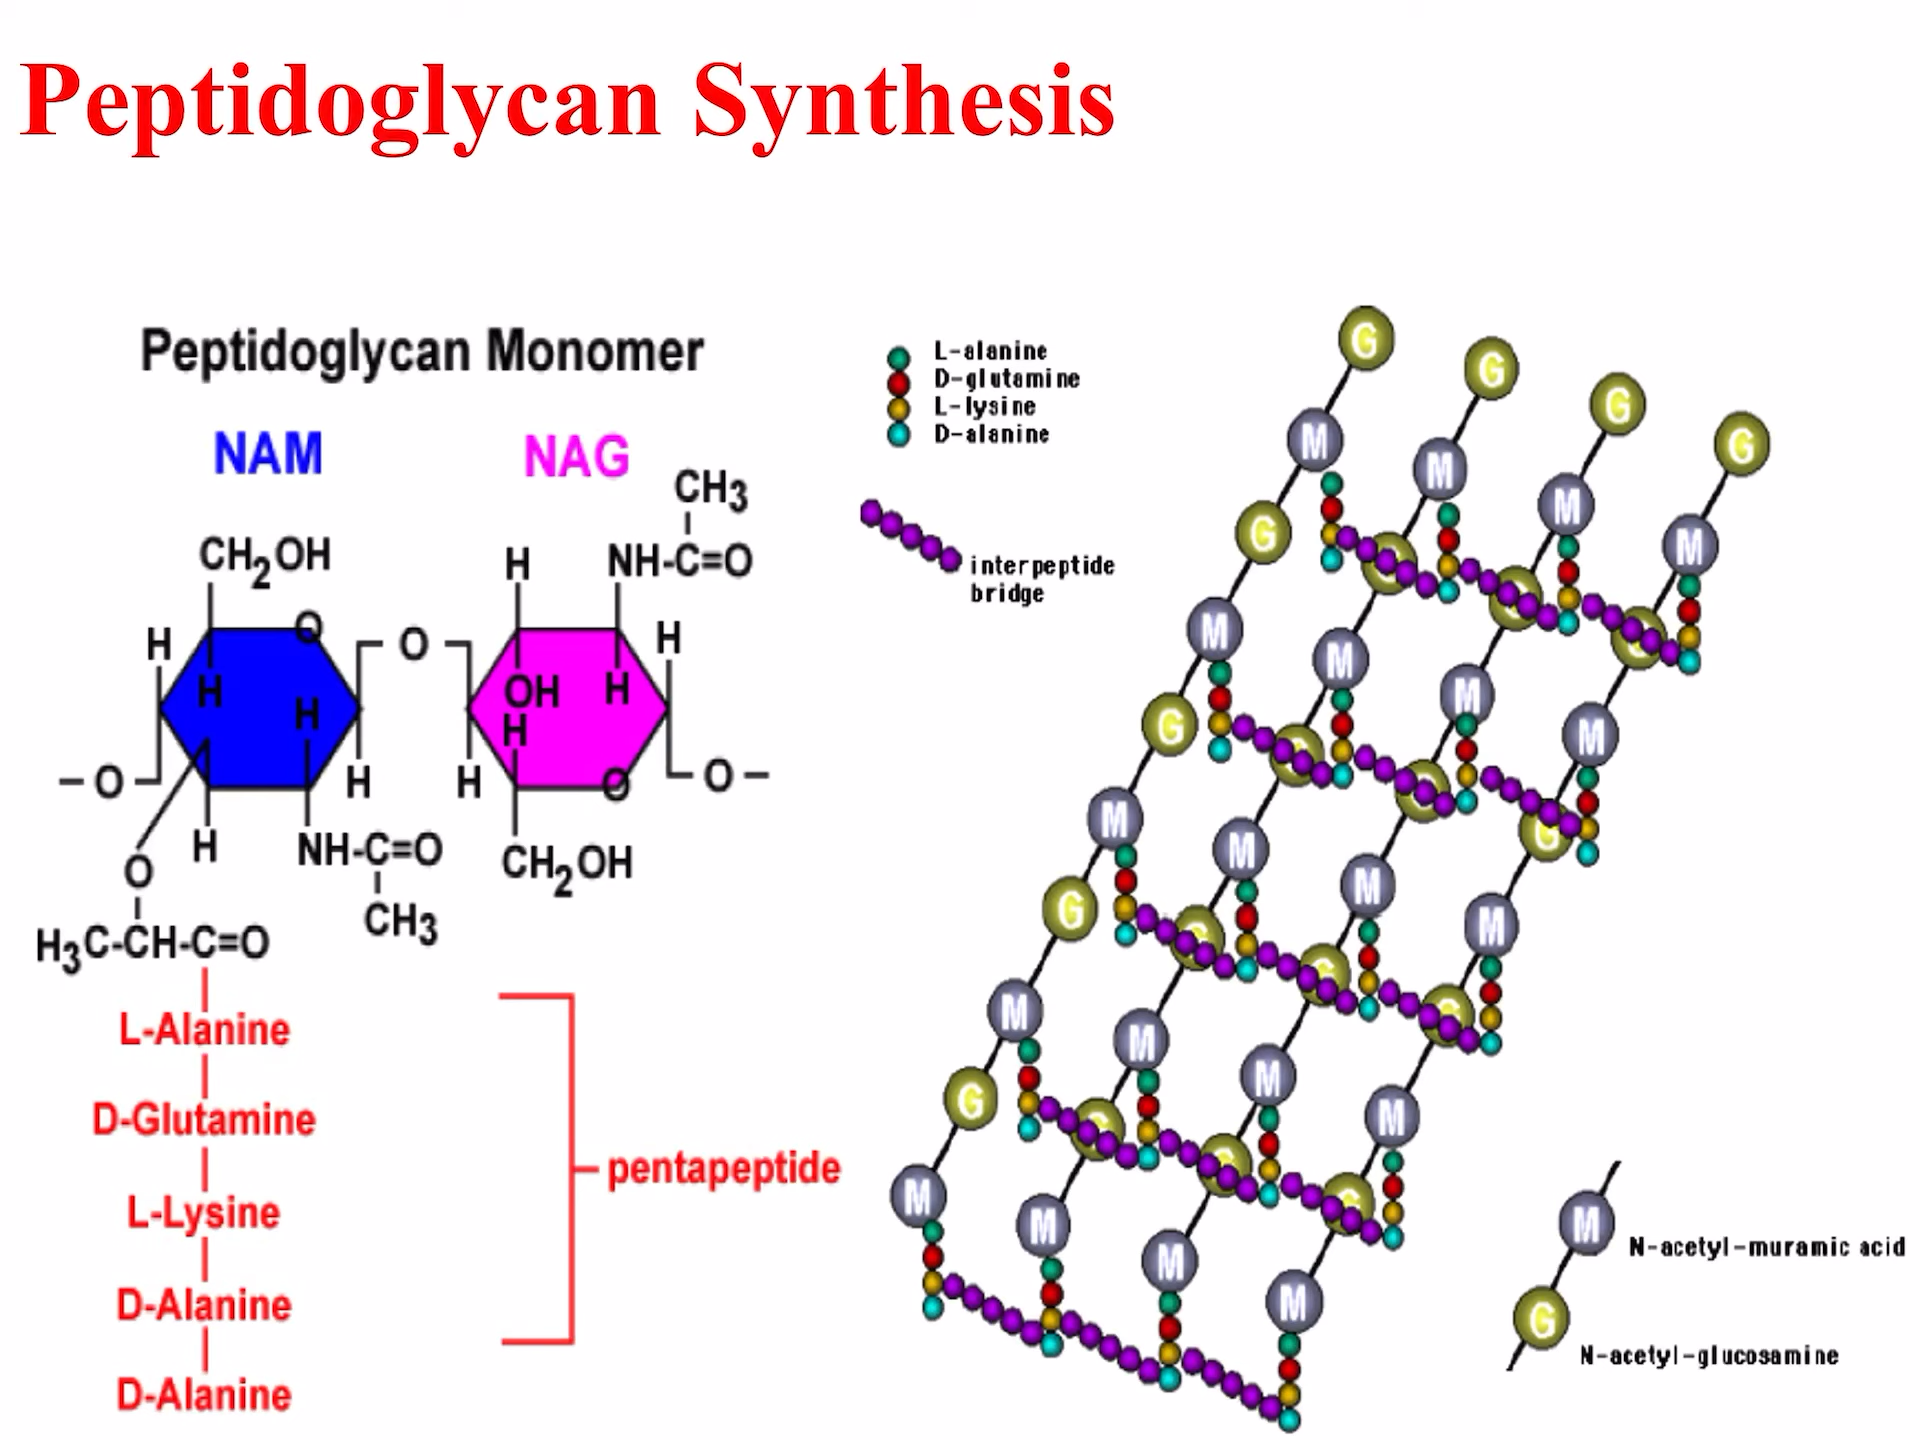 Peptidoglycan Synthesis
Peptidoglycan Monomer
NAM
NAG
CH3
CH2OH
H
NH-C=O
H
O
O
H
H
OH
H
H
H
-O
H
H
O
O-
H
NH-C=O
CH2OH
O
CH3
H3C-CH-C=O
L-Alanine
D-Glutamine
L-Lysine
D-Alanine
D-Alanine
pentapeptide
L-alanine
D-glutamine
L-lysine
D-alanine
interpeptide
bridge
G
G
G
G
M
M
M
M
G
M
M
M
M
G
G
M
M
M
M
G
M
M
M
M
G
M
M
M
M
M
N-acetyl-muramic acid
G
N-acetyl-glucosamine